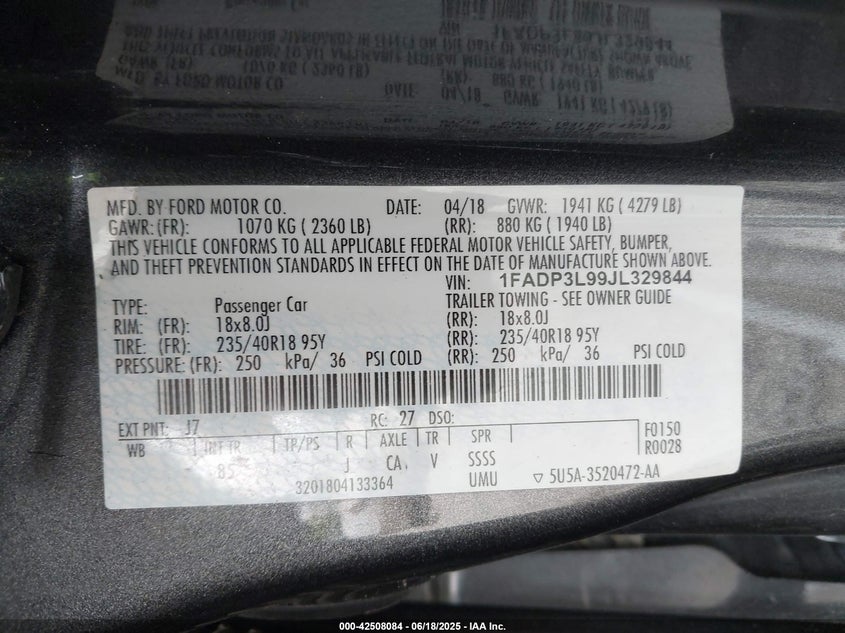 MFD. BY FORD MOTOR CO. DATE: 04/18 GVWR: 1941 KG ( 4279 LB)
GAWR: (FR): 1070 KG ( 2360 LB) (RR): 880 KG ( 1940 LB)
THIS VEHICLE CONFORMS TO ALL APPLICABLE FEDERAL MOTOR VEHICLE SAFETY, BUMPER,
AND THEFT PREVENTION STANDARDS IN EFFECT ON THE DATE OF MANUFACTURE SHOWN ABOVE.
VIN: 1FADP3L99JL329844
TYPE: Passenger Car TRAILER TOWING - SEE OWNER GUIDE
RIM: (FR): 18x8.0J (RR): 18x8.0J
TIRE: (FR): 235/40R18 95Y (RR): 235/40R18 95Y
PRESSURE: (FR): 250 kPa/ 36 PSI COLD (RR): 250 kPa/ 36 PSI COLD
EXT PNT: J7 RC: 27 DSO: F0150
WB INT TR TP/PS R AXLE TR SPR R0028
85 J CA V SSSS
3201804133364 UMU ▽ 5U5A-3520472-AA
000-42508084 - 06/18/2025 - IAA Inc.